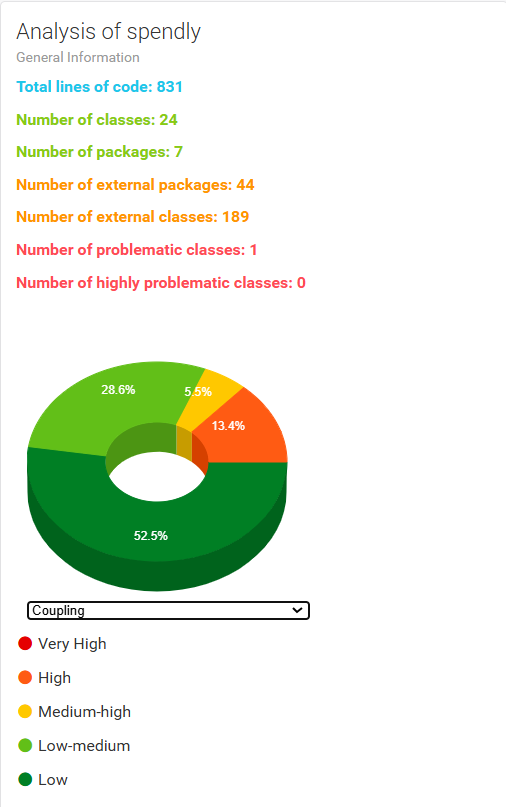 Analysis of spendly
General Information
Total lines of code: 831
Number of classes: 24
Number of packages: 7
Number of external packages: 44
Number of external classes: 189
Number of problematic classes: 1
Number of highly problematic classes: 0
28.6%
5.5%
13.4%
52.5%
Coupling
Very High
High
Medium-high
Low-medium
Low